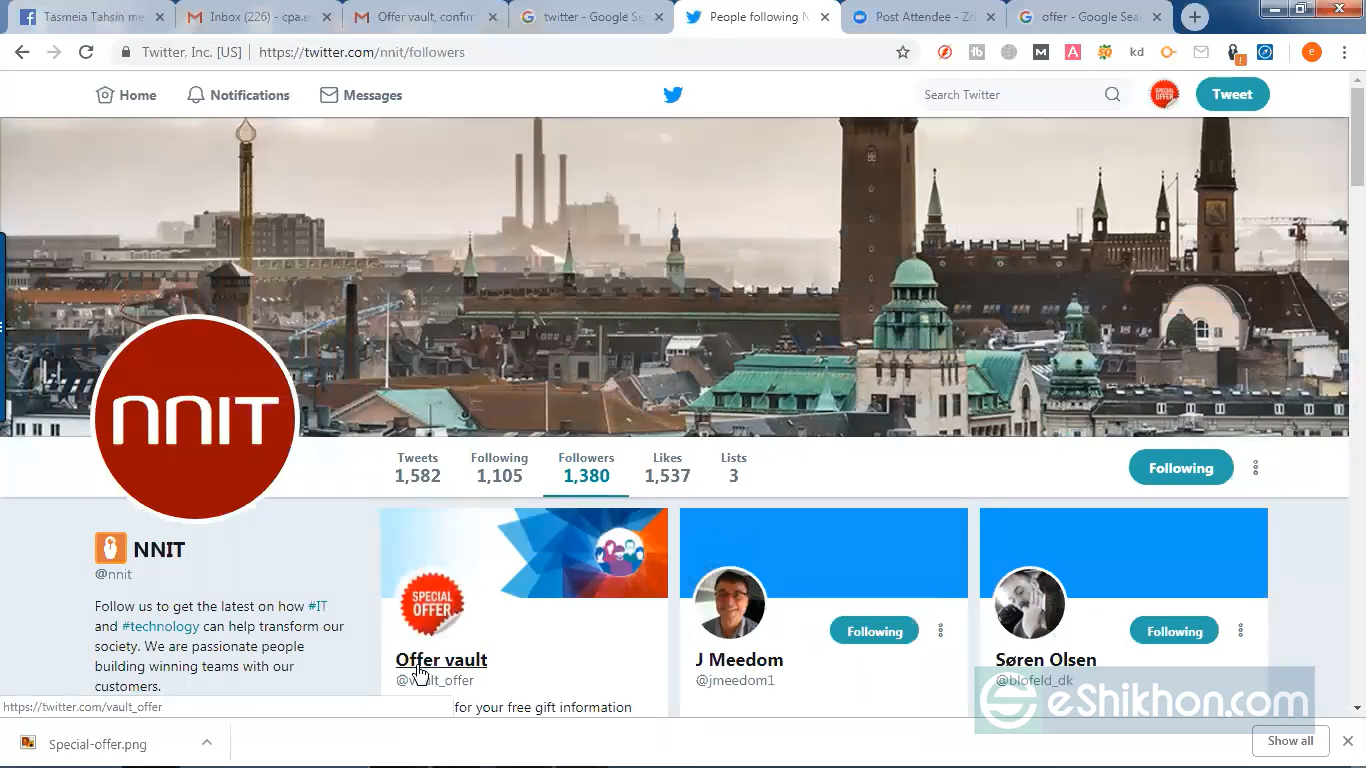 Tasmeia Tahsin me
Inbox (226) - cpa.e
Offer vault, confirm
twitter - Google Se
People following N
Post Attendee - Zo
offer - Google Sear
Twitter, Inc. [US]
https://twitter.com/nnit/followers
kd
e
Home
Notifications
Messages
Search Twitter
Tweet
nnit
Tweets
1,582
Following
1,105
Followers
1,380
Likes
1,537
Lists
3
Following
NNIT
@nnit
Follow us to get the latest on how #IT
and #technology can help transform our
society. We are passionate people
building winning teams with our
customers.
SPECIAL
OFFER
Offer vault
@vault_offer
for your free gift information
Following
J Meedom
@jmeedom1
Following
Søren Olsen
@blofeld_dk
eShikhon.com
https://twitter.com/vault_offer
Special-offer.png
Show all